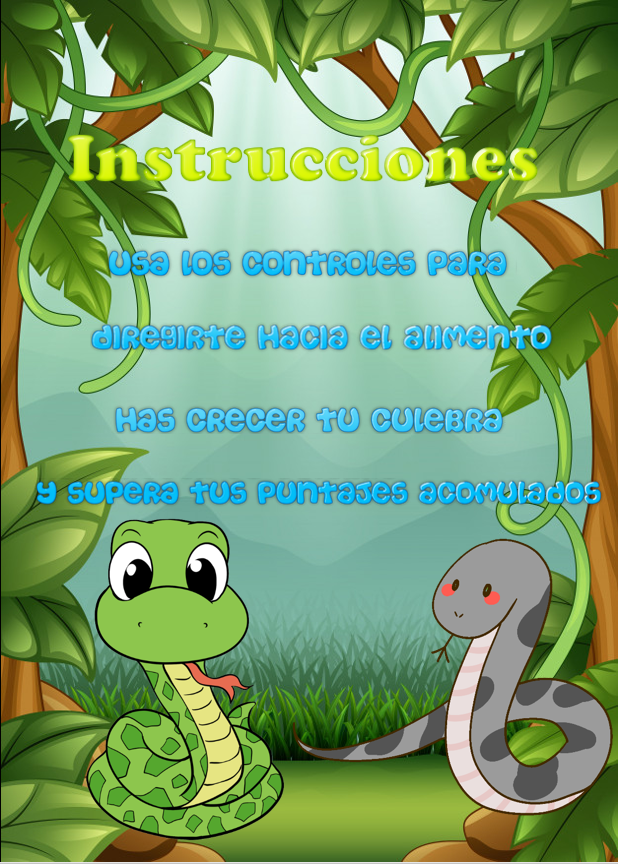 Instrucciones
Usa los controles para
diregirte hacia el alimento
Has crecer tu culebra
y supera tus puntajes acomulados